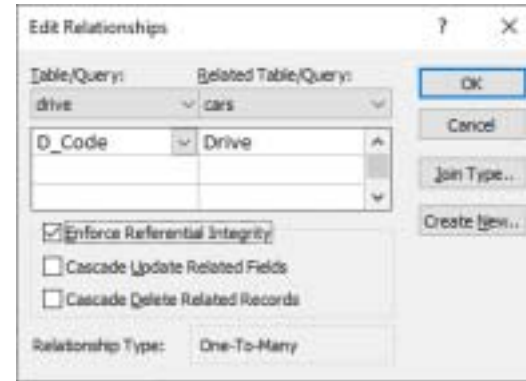 Edit Relationships ? ×
Table/Query: Related Table/Query:
drive cars
OK
D_Code Drive
Cancel
Join Type..
Enforce Referential Integrity
Create New..
Cascade Update Related Fields
Cascade Delete Related Records
Relationship Type: One-To-Many